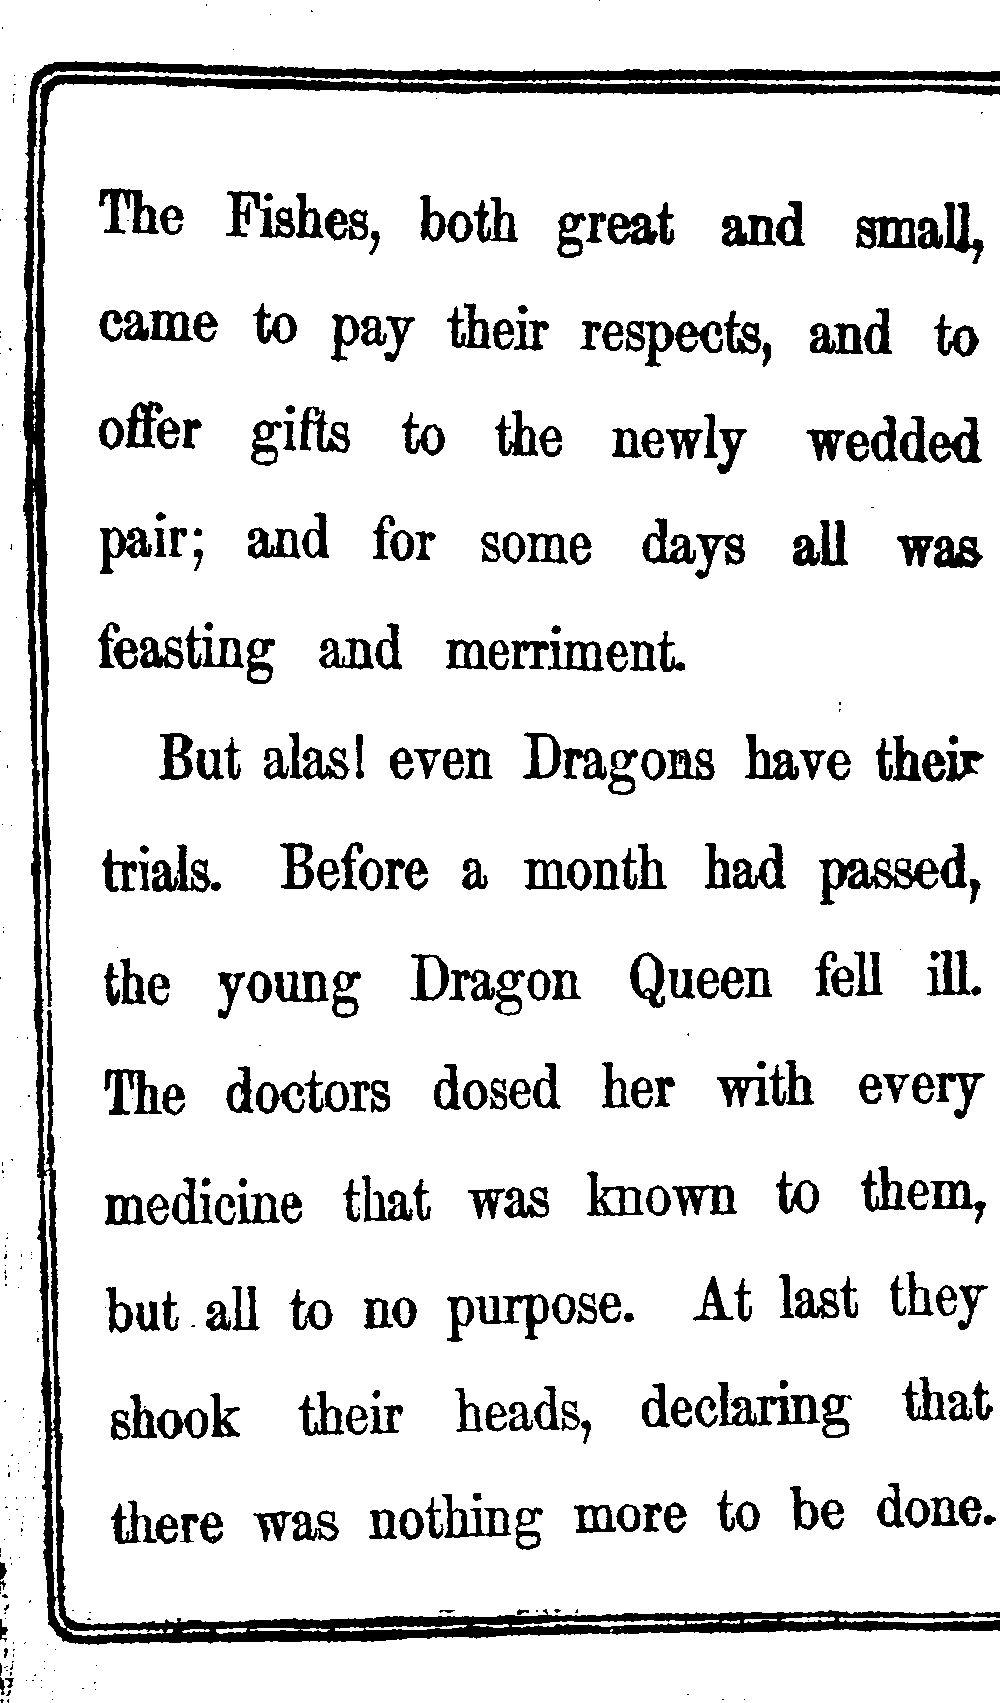 The Fishes, both great and small,
came to pay their respects, and to
offer gifts to the newly wedded
pair; and for some days all was
feasting and merriment.
But alas! even Dragons have their
trials. Before a month had passed,
the young Dragon Queen fell ill.
The doctors dosed her with every
medicine that was known to them,
but all to no purpose. At last they
shook their heads, declaring that
there was nothing more to be done.